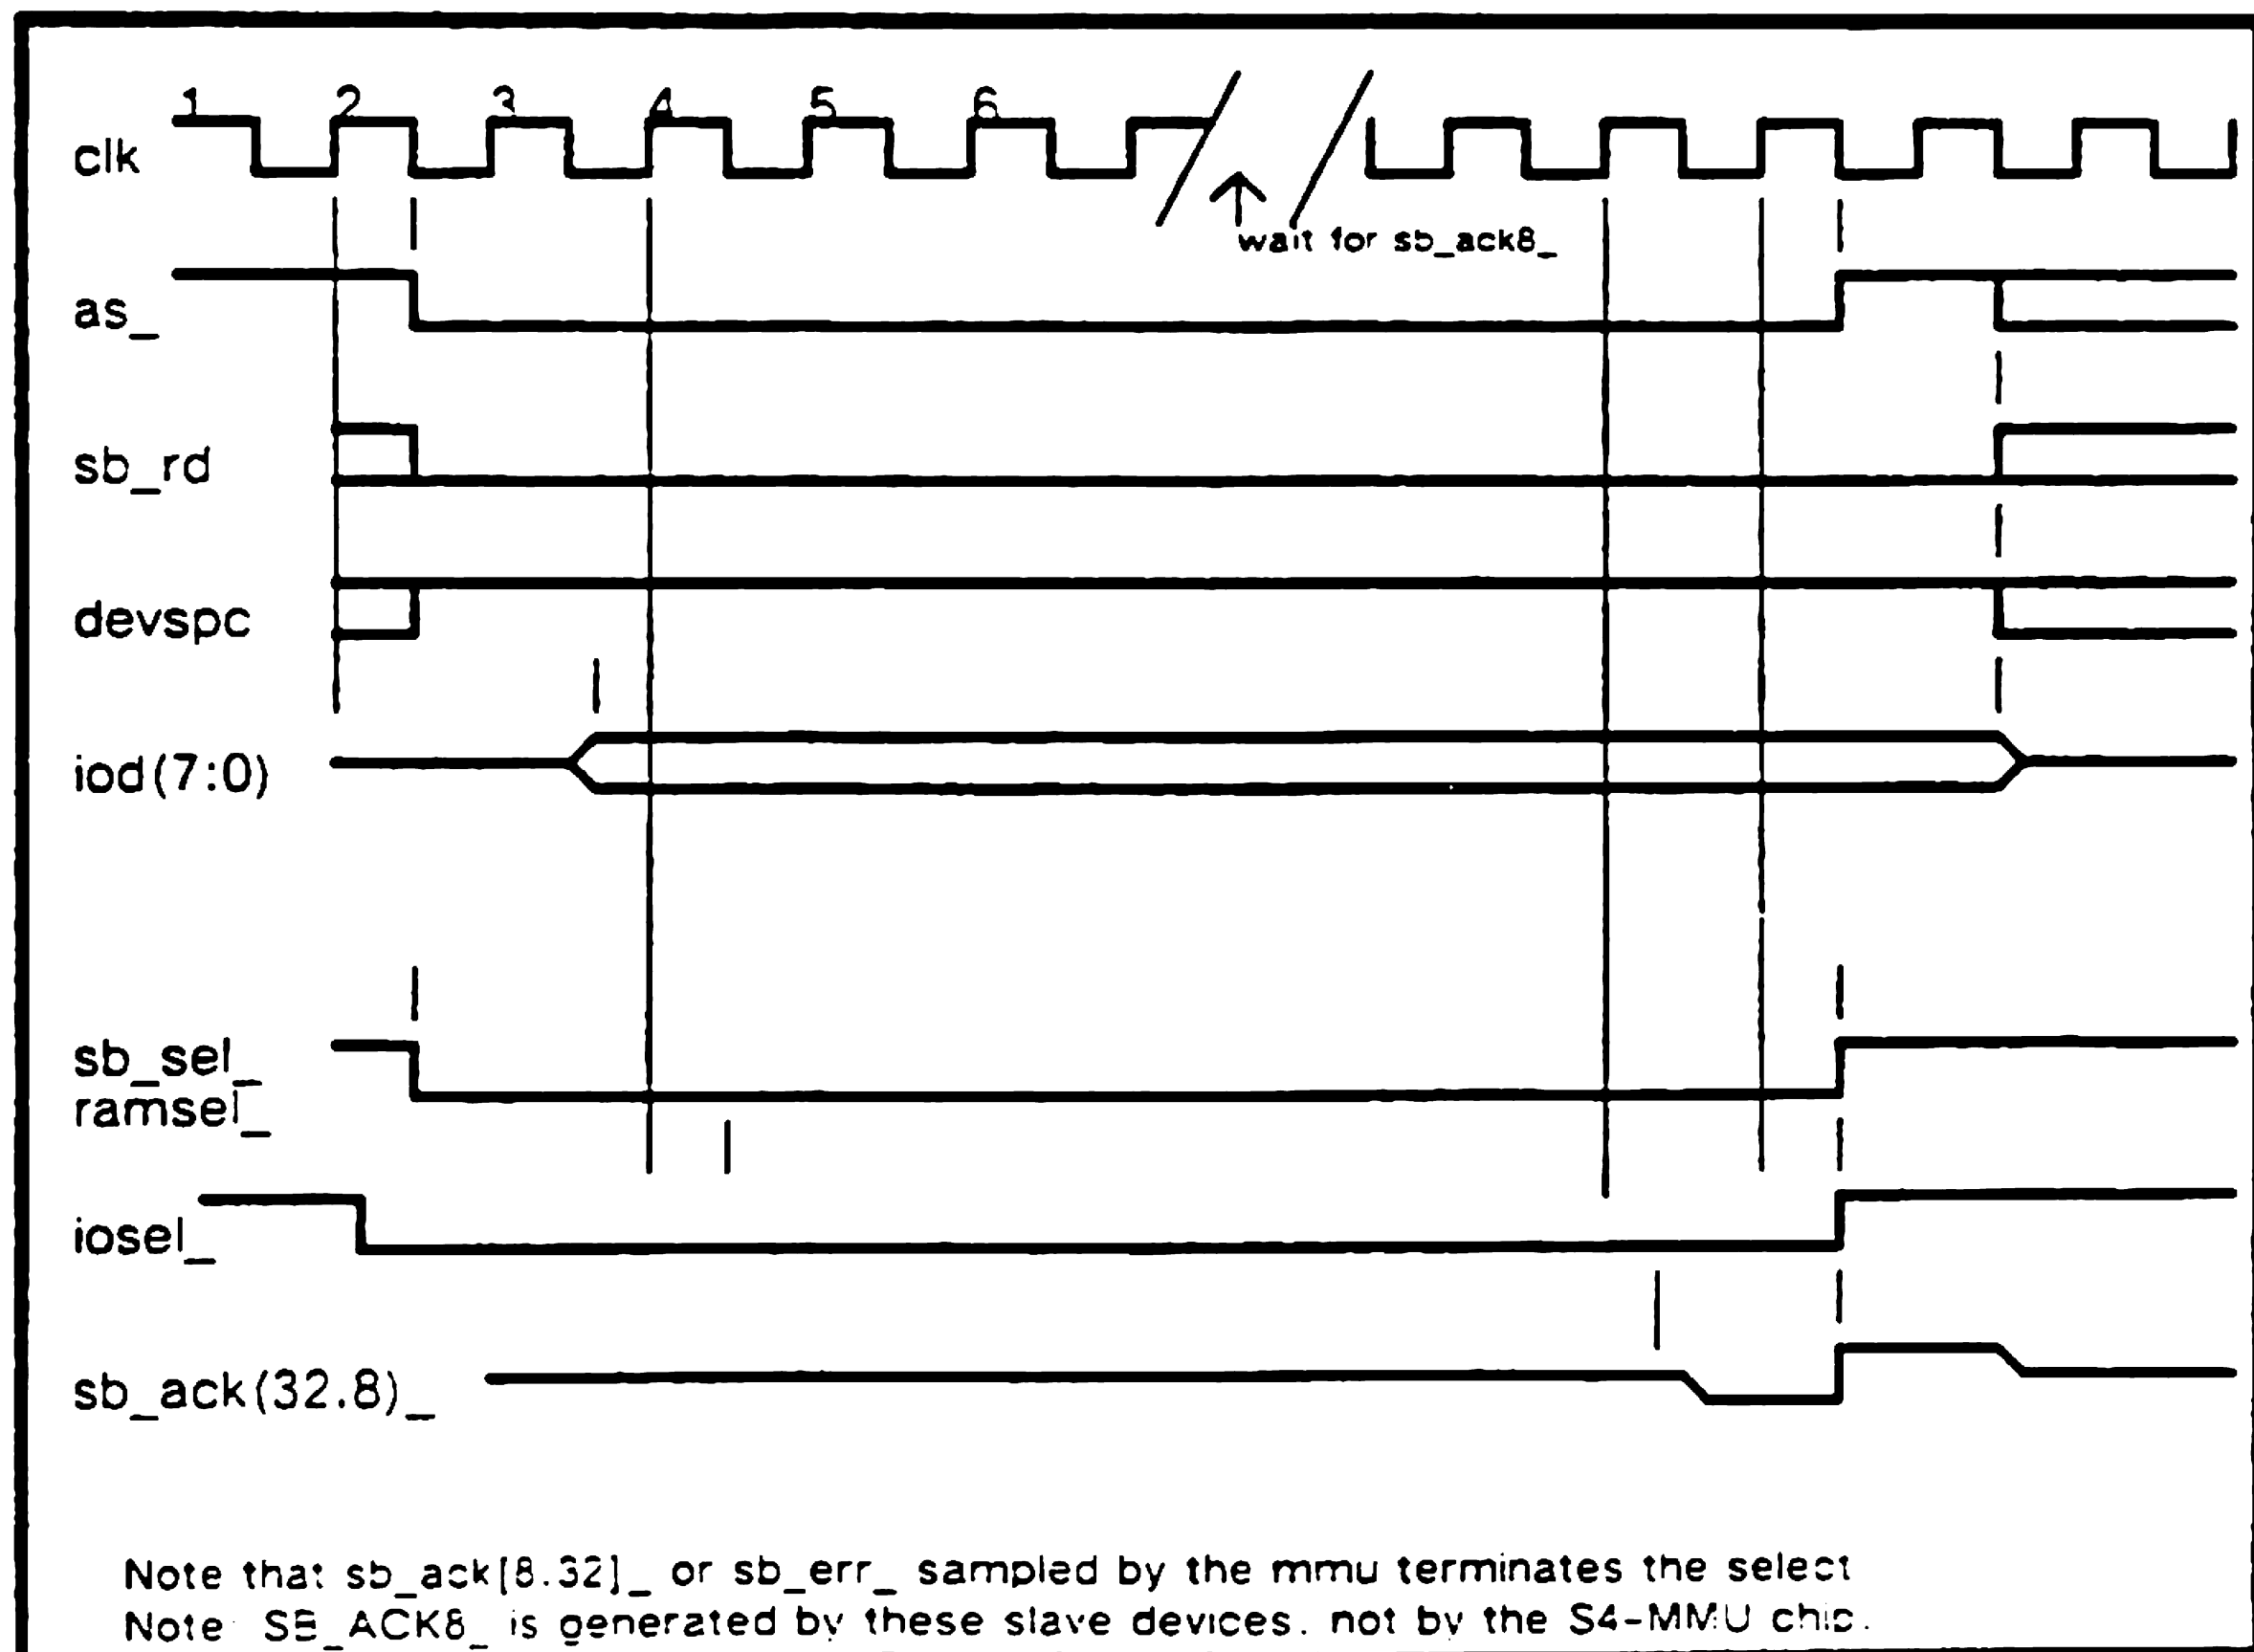 1 2 3 4 5 6
clk
wait for sb_ack8_
as_
sb_rd
devspc
iod(7:0)
sb_sel_
ramsel_
iosel_
sb_ack(32.8)_
Note that sb_ack[8.32]_ or sb_err_ sampled by the mmu terminates the select
Note SB_ACK8_ is generated by these slave devices. not by the S4-MMU chip.